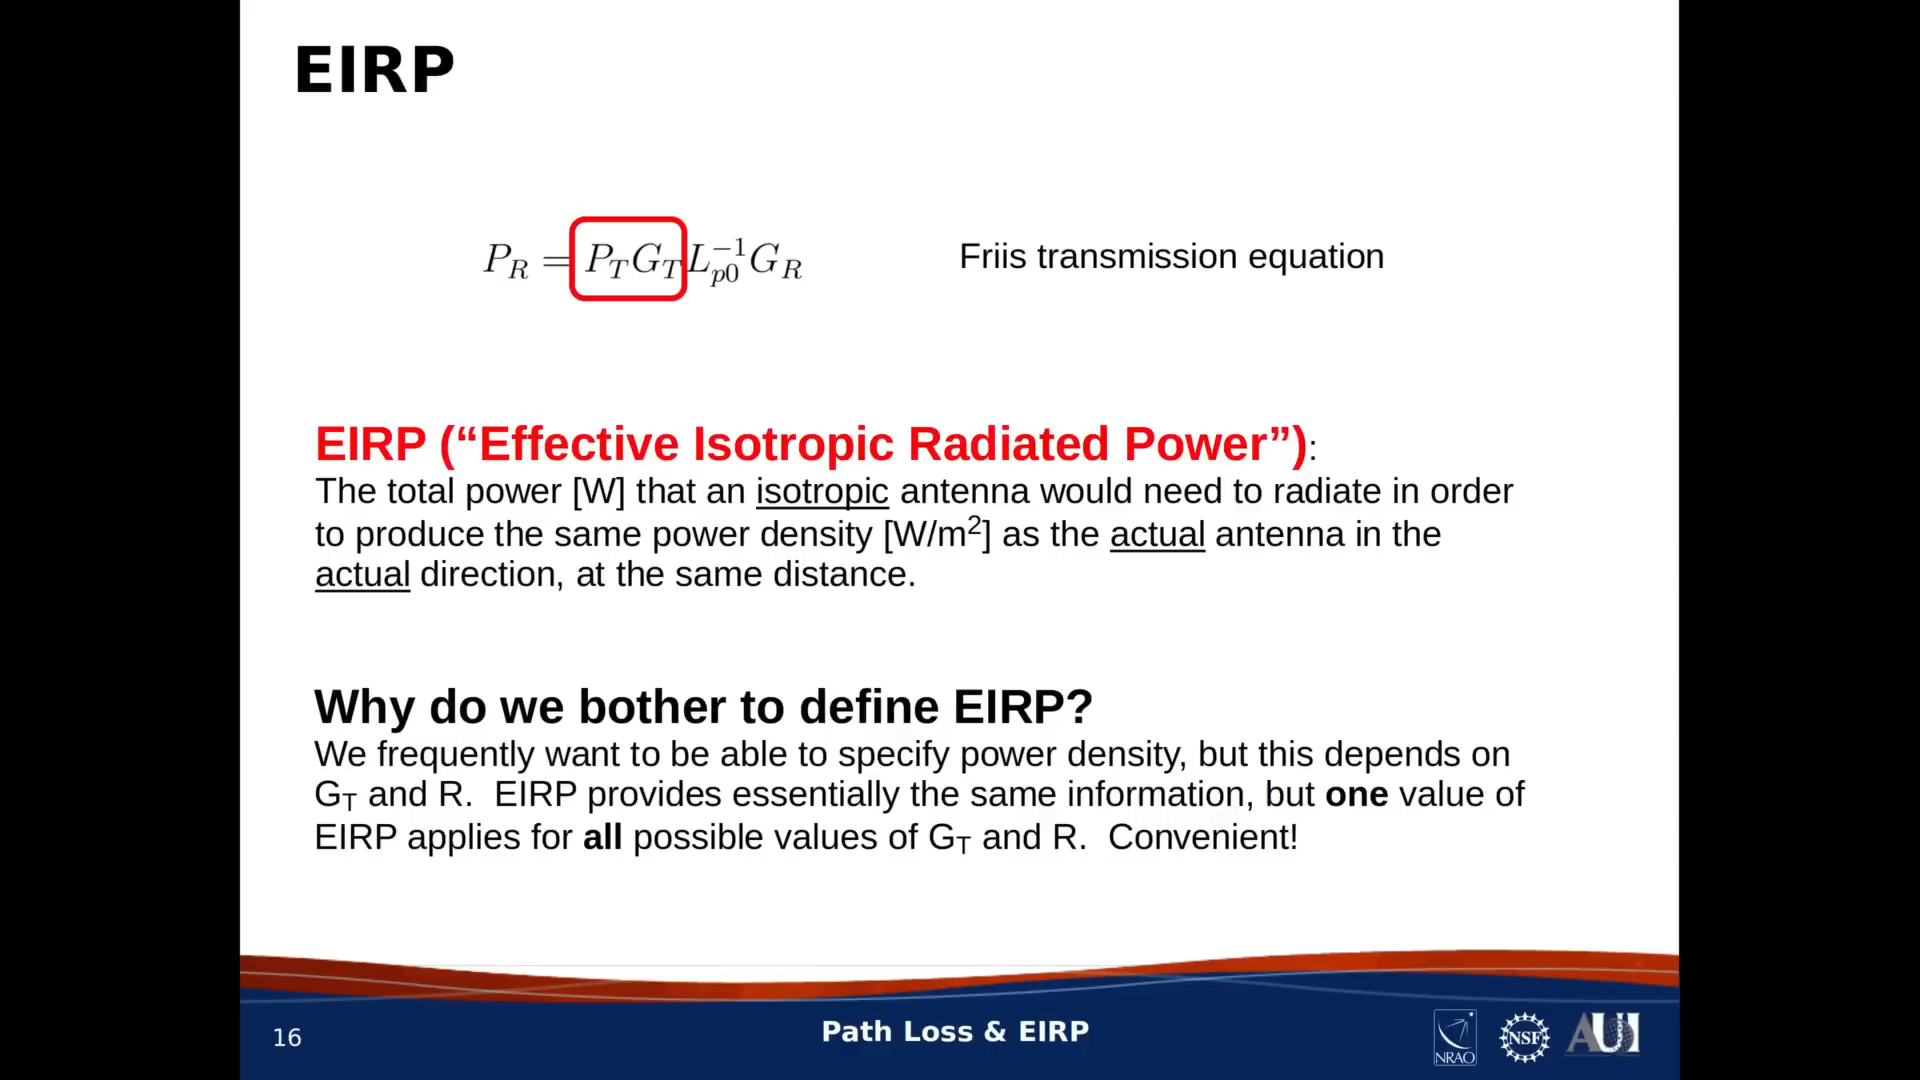 EIRP
P_R = P_T G_T L_{p0}^{-1} G_R
Friis transmission equation
EIRP (“Effective Isotropic Radiated Power”):
The total power [W] that an isotropic antenna would need to radiate in order
to produce the same power density [W/m²] as the actual antenna in the
actual direction, at the same distance.
Why do we bother to define EIRP?
We frequently want to be able to specify power density, but this depends on
G_T and R.  EIRP provides essentially the same information, but one value of
EIRP applies for all possible values of G_T and R.  Convenient!
16
Path Loss & EIRP
NRAO
NSF
AUI